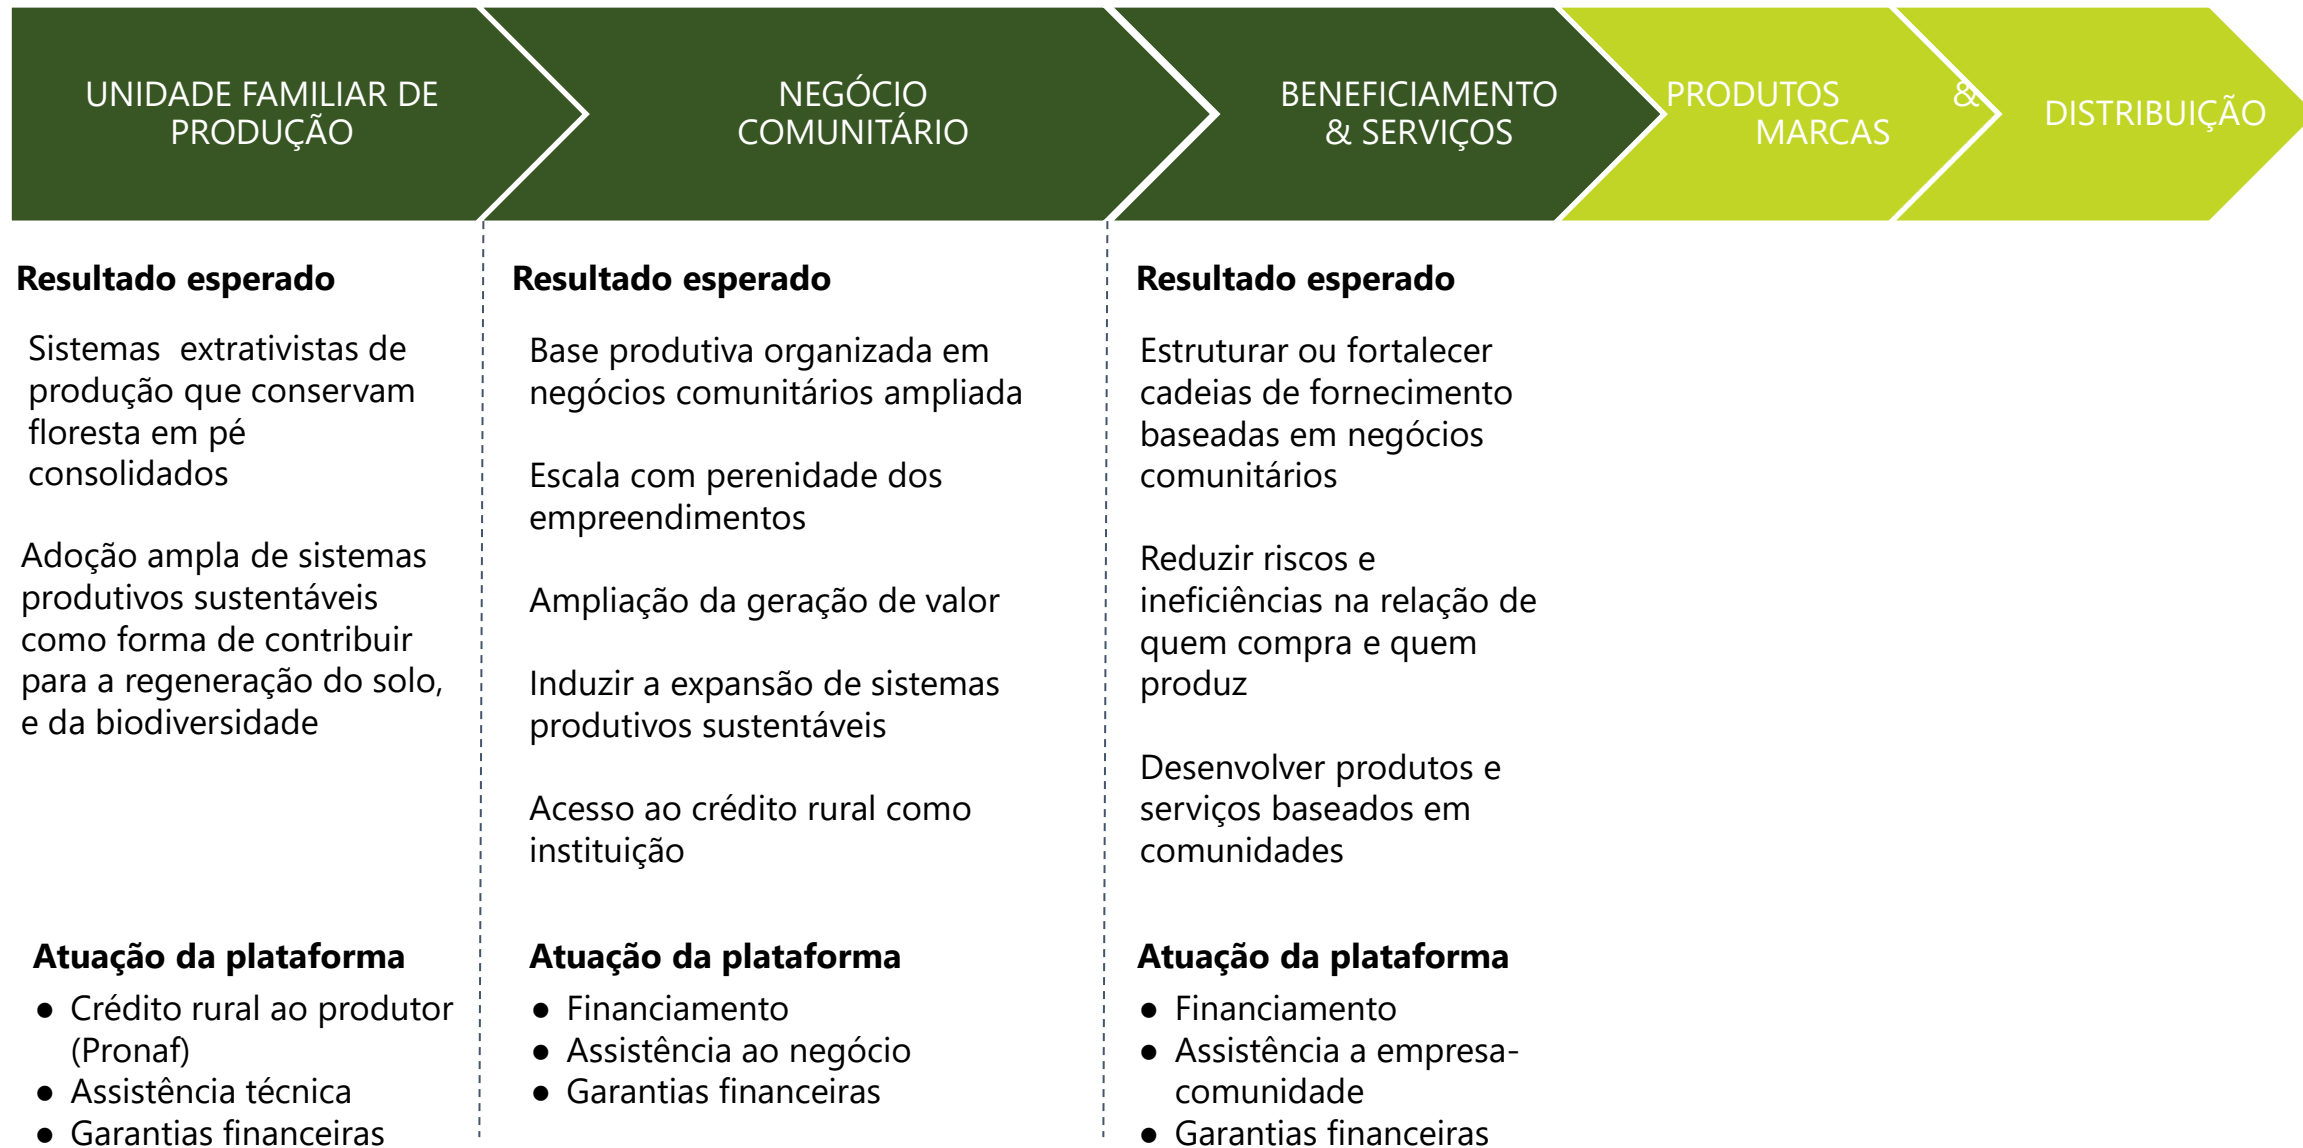 UNIDADE FAMILIAR DE
PRODUÇÃO
NEGÓCIO
COMUNITÁRIO
BENEFICIAMENTO
& SERVIÇOS
PRODUTOS &
MARCAS
DISTRIBUIÇÃO
Resultado esperado
Sistemas extrativistas de
produção que conservam
floresta em pé
consolidados
Adoção ampla de sistemas
produtivos sustentáveis
como forma de contribuir
para a regeneração do solo,
e da biodiversidade
Atuação da plataforma
● Crédito rural ao produtor
(Pronaf)
● Assistência técnica
● Garantias financeiras
Resultado esperado
Base produtiva organizada em
negócios comunitários ampliada
Escala com perenidade dos
empreendimentos
Ampliação da geração de valor
Induzir a expansão de sistemas
produtivos sustentáveis
Acesso ao crédito rural como
instituição
Atuação da plataforma
● Financiamento
● Assistência ao negócio
● Garantias financeiras
Resultado esperado
Estruturar ou fortalecer
cadeias de fornecimento
baseadas em negócios
comunitários
Reduzir riscos e
ineficiências na relação de
quem compra e quem
produz
Desenvolver produtos e
serviços baseados em
comunidades
Atuação da plataforma
● Financiamento
● Assistência a empresa-
comunidade
● Garantias financeiras